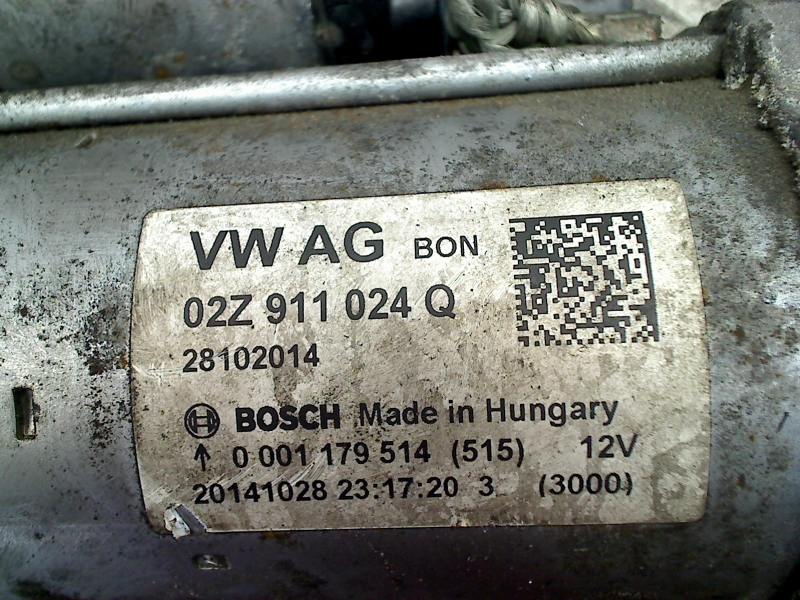 VW AG BON
02Z 911 024 Q
28102014
BOSCH Made in Hungary
↑ 0 001 179 514 (515) 12V
20141028 23:17:20 3 (3000)